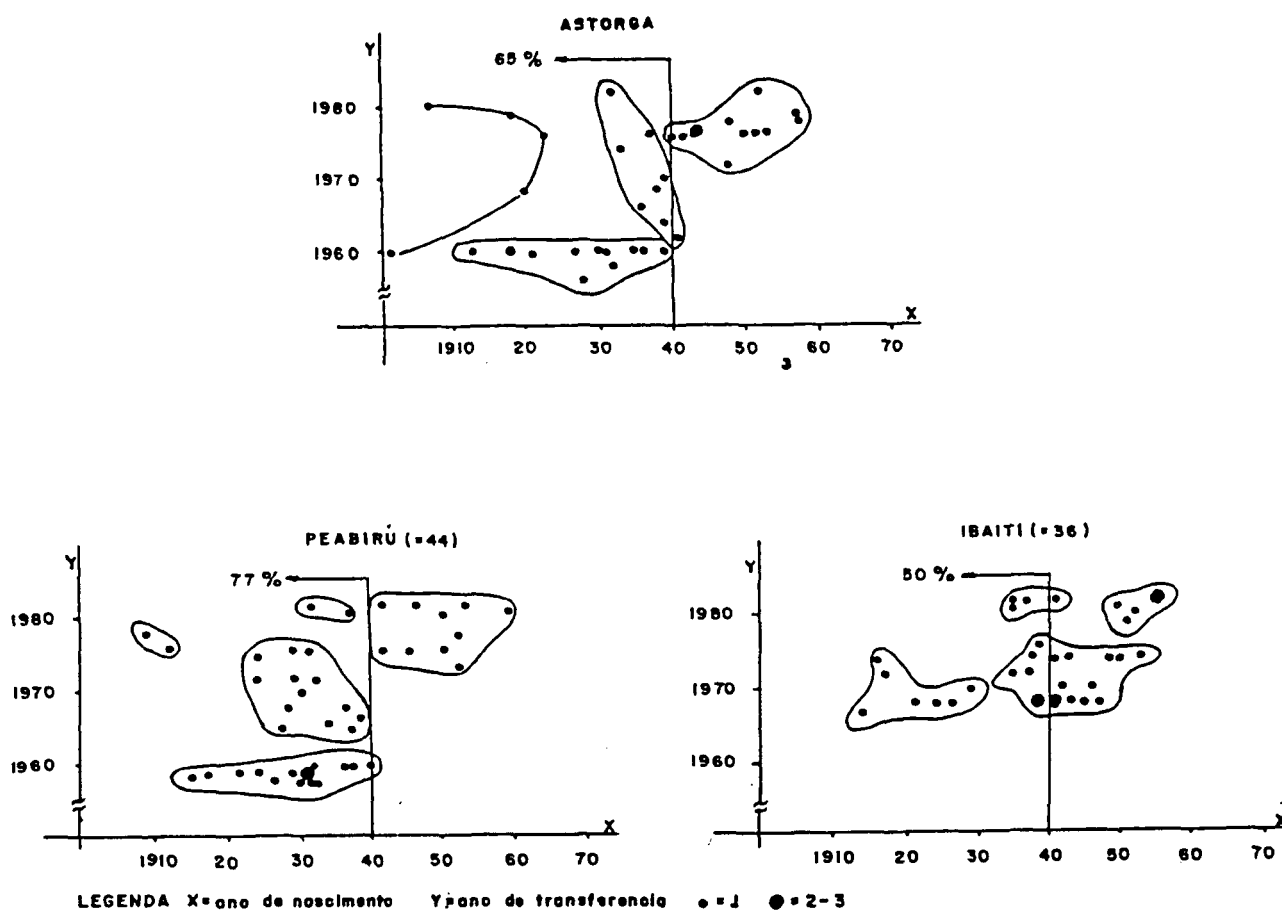 ASTORGA
Y
65 %
1980
1970
1960
X
1910 20 30 40 50 60 70
PEABIRÚ (=44)
Y
77 %
1980
1970
1960
X
1910 20 30 40 50 60 70
IBAITÍ (=36)
Y
50 %
1980
1970
1960
X
1910 20 30 40 50 60 70
LEGENDA X=ano de nascimento Y=ano de transferencia •=1 ●=2-3